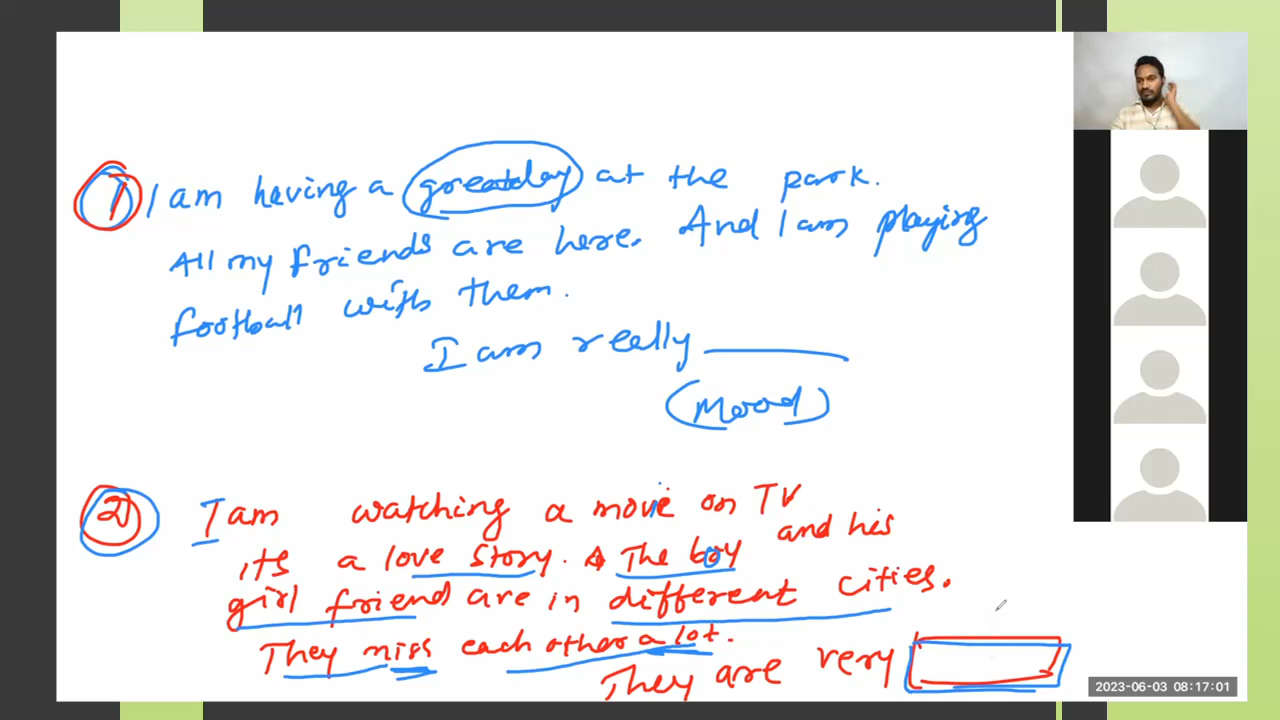 1 I am having a great day at the park.
All my friends are here. And I am playing
football with them.
I am really ______
(Mood)
2 I am watching a movie on TV
its a love story. The boy and his
girl friend are in different cities.
They miss each other a lot.
They are very
2023-06-03 08:17:01